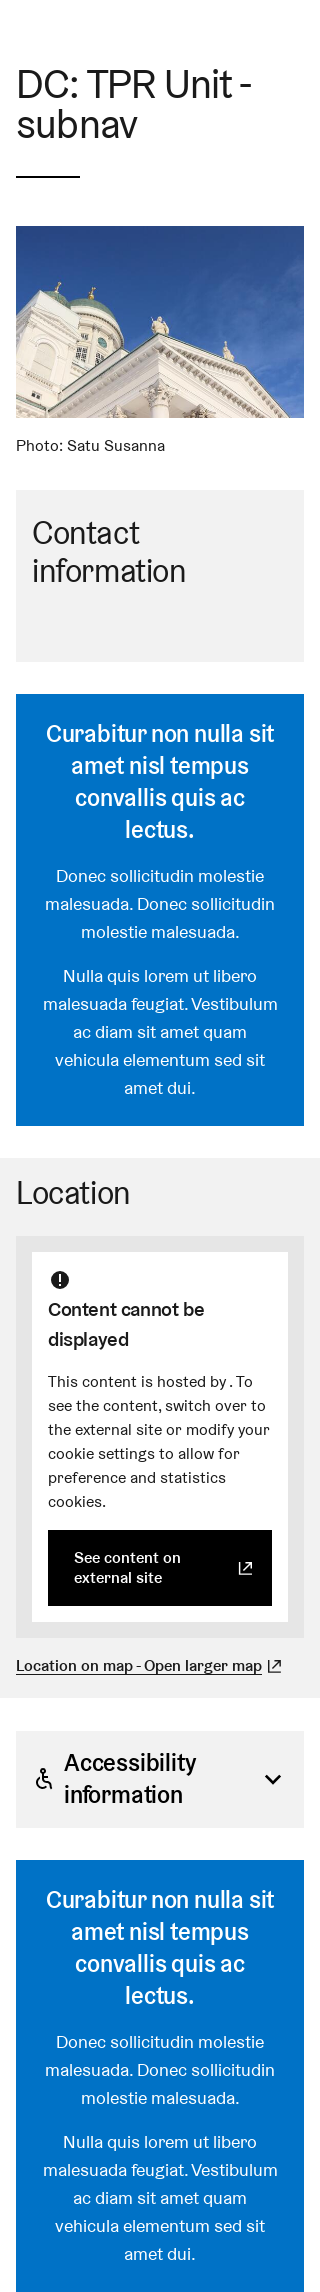 DC: TPR Unit -
subnav
Photo: Satu Susanna
Contact
information
Curabitur non nulla sit
amet nisl tempus
convallis quis ac
lectus.
Donec sollicitudin molestie
malesuada. Donec sollicitudin
molestie malesuada.
Nulla quis lorem ut libero
malesuada feugiat. Vestibulum
ac diam sit amet quam
vehicula elementum sed sit
amet dui.
Location
Content cannot be
displayed
This content is hosted by . To
see the content, switch over to
the external site or modify your
cookie settings to allow for
preference and statistics
cookies.
See content on
external site
Location on map - Open larger map
Accessibility
information
Curabitur non nulla sit
amet nisl tempus
convallis quis ac
lectus.
Donec sollicitudin molestie
malesuada. Donec sollicitudin
molestie malesuada.
Nulla quis lorem ut libero
malesuada feugiat. Vestibulum
ac diam sit amet quam
vehicula elementum sed sit
amet dui.